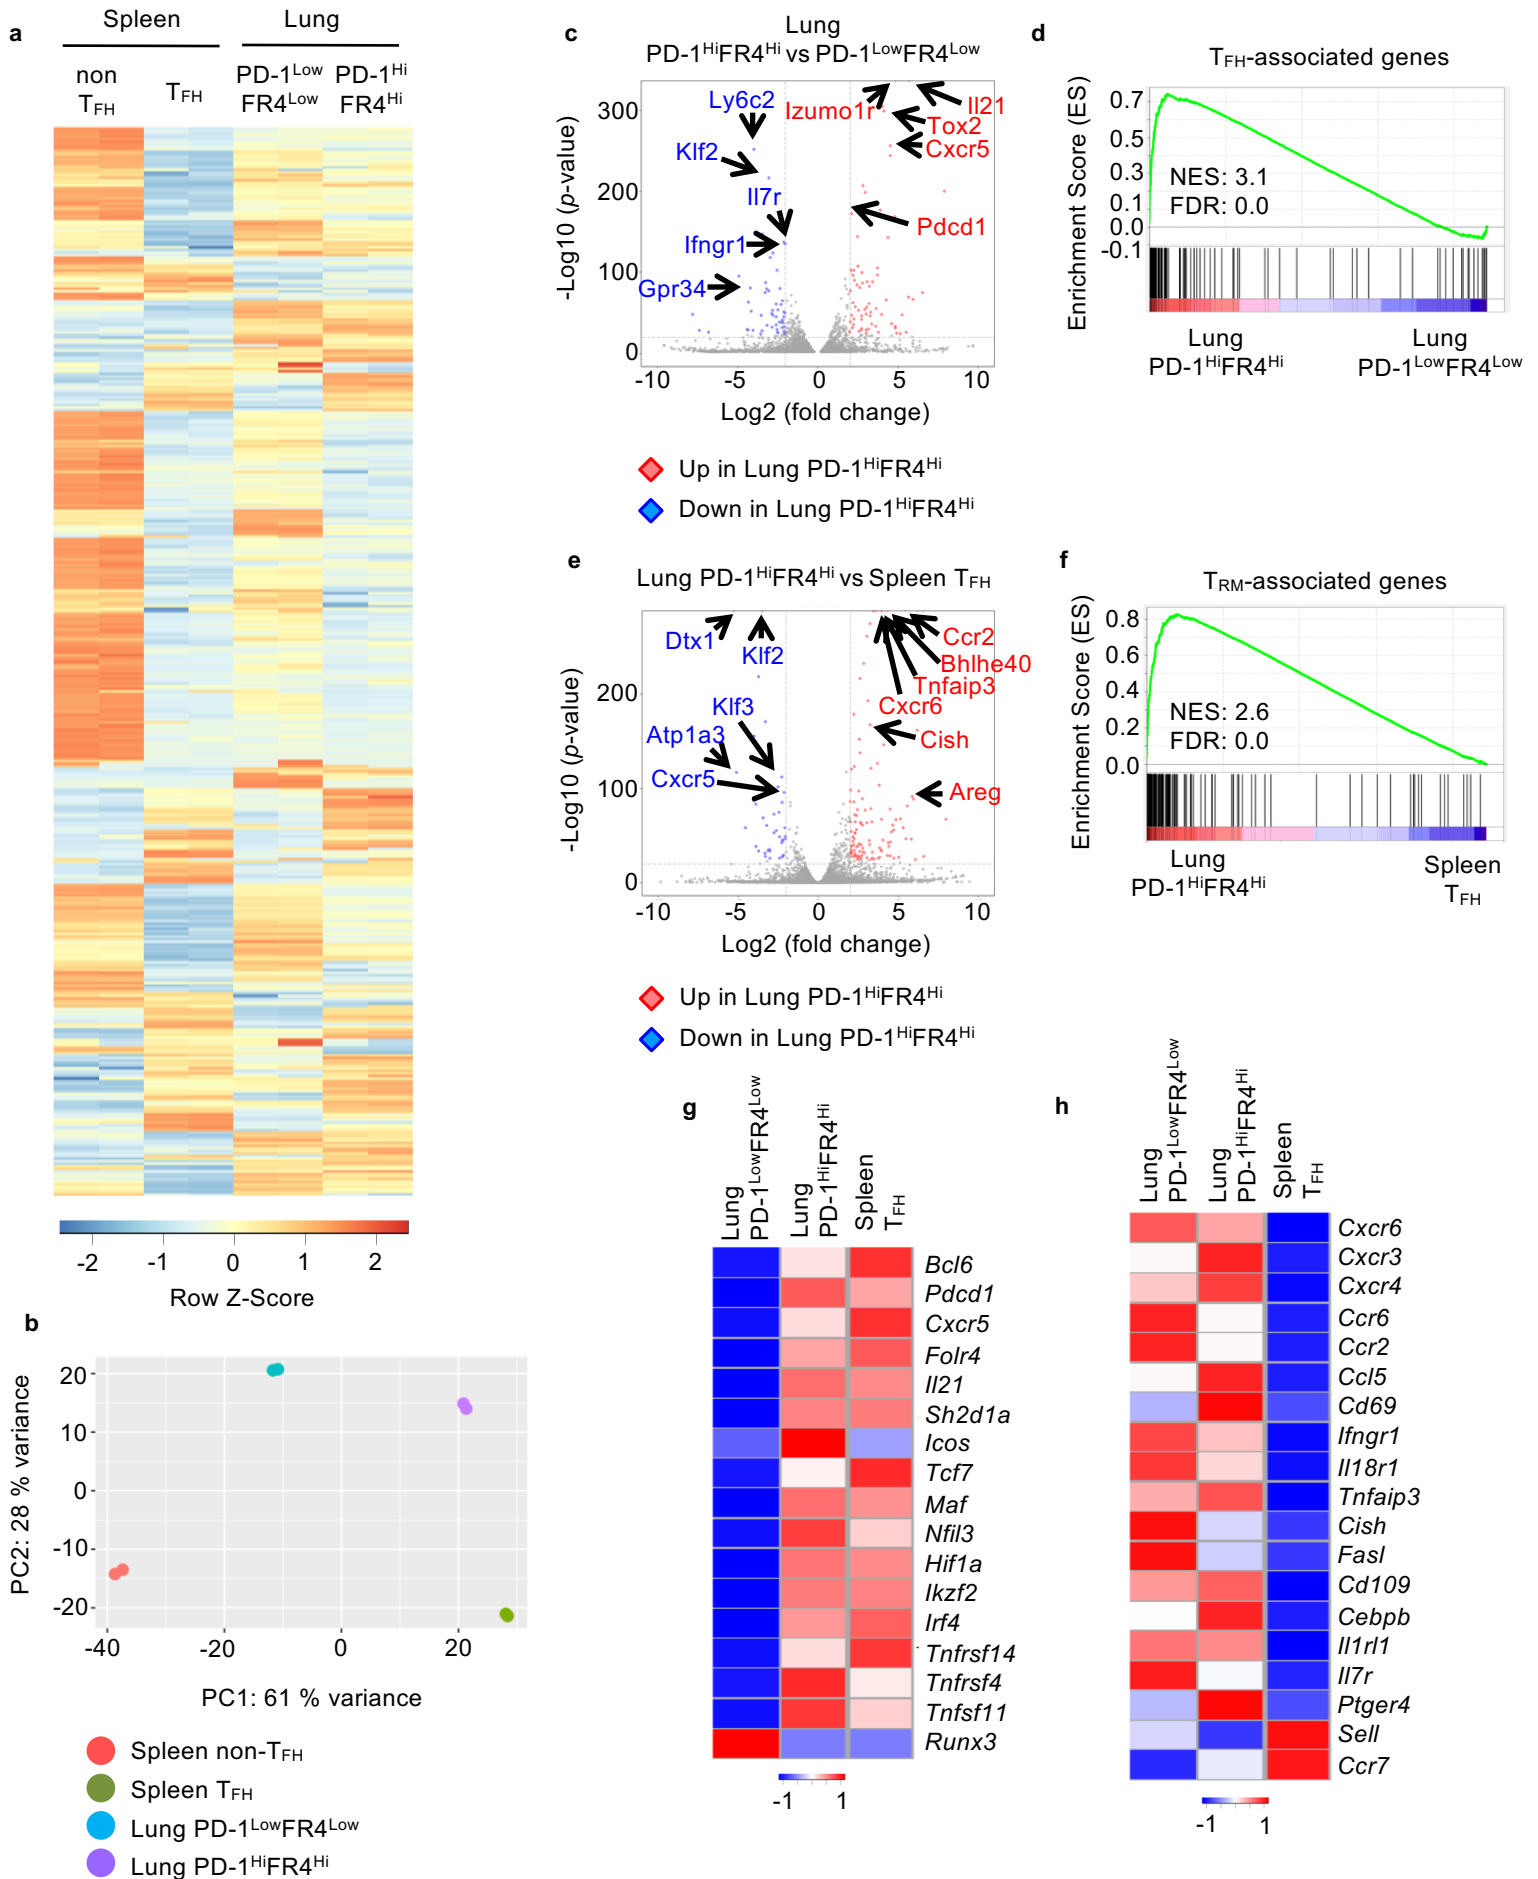 a
Spleen
Lung
non
TFH
TFH
PD-1LowFR4Low
PD-1HiFR4Hi
-2 -1 0 1 2
Row Z-Score
b
PC2: 28 % variance
20
10
0
-10
-20
-40 -20 0 20
PC1: 61 % variance
Spleen non-TFH
Spleen TFH
Lung PD-1LowFR4Low
Lung PD-1HiFR4Hi
c
Lung
PD-1HiFR4Hi vs PD-1LowFR4Low
-Log10 (p-value)
300
200
100
0
Ly6c2
Klf2
Il7r
Ifngr1
Gpr34
Izumo1r
Il21
Tox2
Cxcr5
Pdcd1
-10 -5 0 5 10
Log2 (fold change)
Up in Lung PD-1HiFR4Hi
Down in Lung PD-1HiFR4Hi
d
TFH-associated genes
Enrichment Score (ES)
0.7
0.5
0.3
0.1
0.0
-0.1
NES: 3.1
FDR: 0.0
Lung
PD-1HiFR4Hi
Lung
PD-1LowFR4Low
e
Lung PD-1HiFR4Hi vs Spleen TFH
-Log10 (p-value)
200
100
0
Dtx1
Klf2
Klf3
Atp1a3
Cxcr5
Ccr2
Bhlhe40
Tnfaip3
Cxcr6
Cish
Areg
-10 -5 0 5 10
Log2 (fold change)
Up in Lung PD-1HiFR4Hi
Down in Lung PD-1HiFR4Hi
f
TRM-associated genes
Enrichment Score (ES)
0.8
0.6
0.4
0.2
0.0
NES: 2.6
FDR: 0.0
Lung
PD-1HiFR4Hi
Spleen
TFH
g
Lung
PD-1LowFR4Low
Lung
PD-1HiFR4Hi
Spleen
TFH
Bcl6
Pdcd1
Cxcr5
Folr4
Il21
Sh2d1a
Icos
Tcf7
Maf
Nfil3
Hif1a
Ikzf2
Irf4
Tnfrsf14
Tnfrsf4
Tnfsf11
Runx3
-1 1
h
Lung
PD-1LowFR4Low
Lung
PD-1HiFR4Hi
Spleen
TFH
Cxcr6
Cxcr3
Cxcr4
Ccr6
Ccr2
Ccl5
Cd69
Ifngr1
Il18r1
Tnfaip3
Cish
Fasl
Cd109
Cebpb
Il1rl1
Il7r
Ptger4
Sell
Ccr7
-1 1